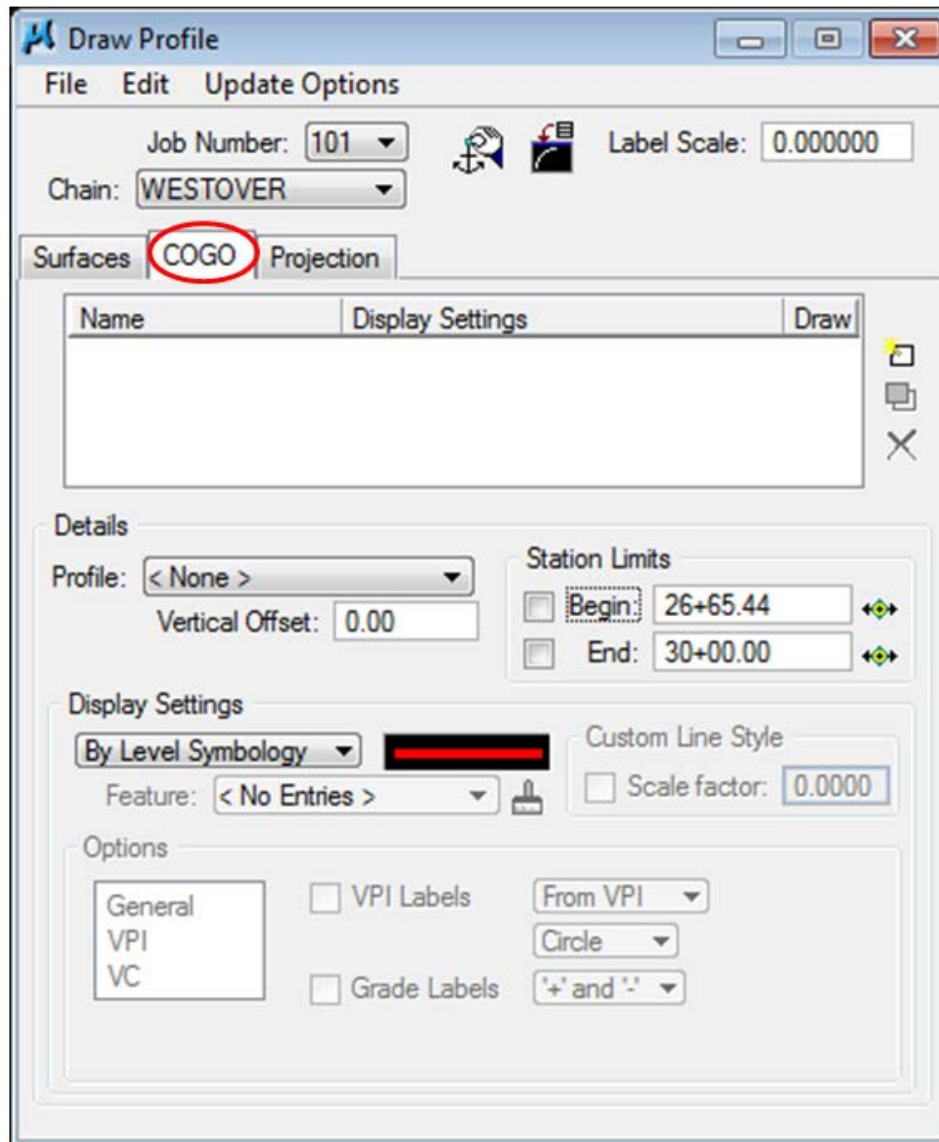 Draw Profile
File Edit Update Options
Job Number: 101 Label Scale: 0.000000
Chain: WESTOVER
Surfaces COGO Projection
Name Display Settings Draw
Details
Profile: < None > Station Limits
Begin: 26+65.44
Vertical Offset: 0.00
End: 30+00.00
Display Settings
By Level Symbology Custom Line Style
Feature: < No Entries > Scale factor: 0.0000
Options
General VPI Labels From VPI
VPI Circle
VC Grade Labels '+' and '-'